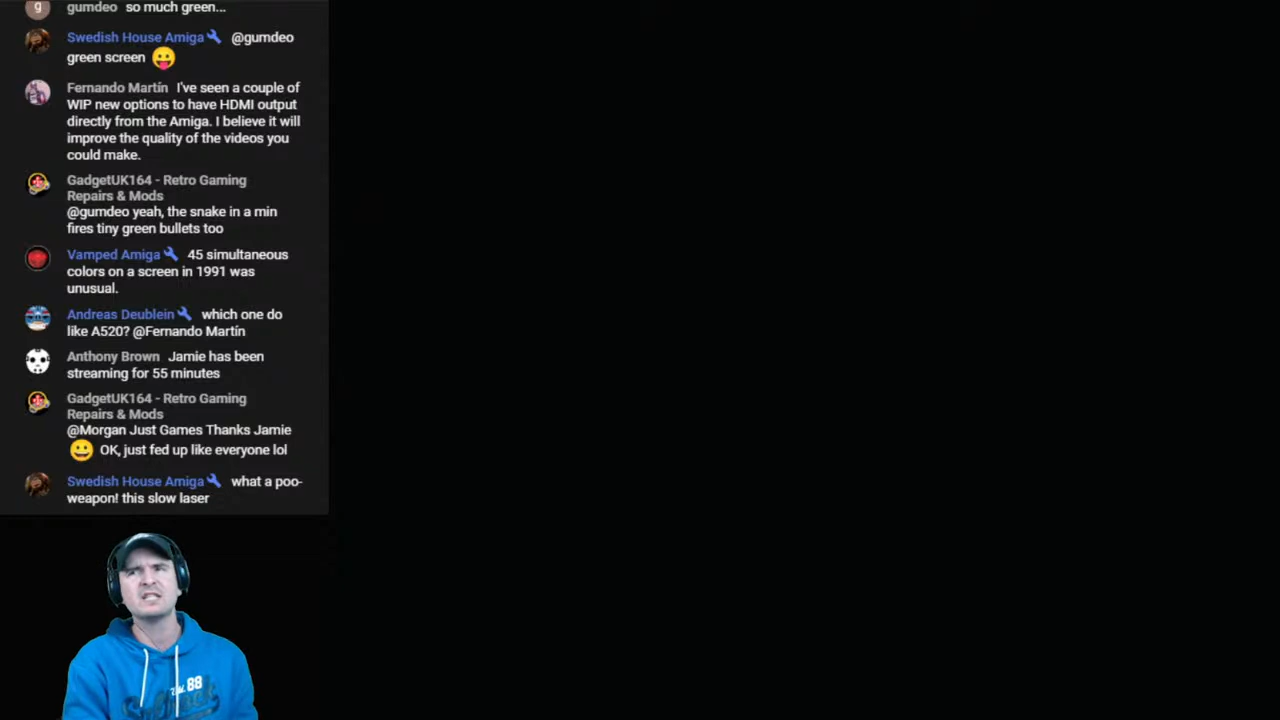 g
gumdeo so much green...
Swedish House Amiga @gumdeo
green screen
Fernando Martín I've seen a couple of
WIP new options to have HDMI output
directly from the Amiga. I believe it will
improve the quality of the videos you
could make.
GadgetUK164 - Retro Gaming
Repairs & Mods
@gumdeo yeah, the snake in a min
fires tiny green bullets too
Vamped Amiga 45 simultaneous
colors on a screen in 1991 was
unusual.
Andreas Deublein which one do
like A520? @Fernando Martín
Anthony Brown Jamie has been
streaming for 55 minutes
GadgetUK164 - Retro Gaming
Repairs & Mods
@Morgan Just Games Thanks Jamie
OK, just fed up like everyone lol
Swedish House Amiga what a poo-
weapon! this slow laser
88